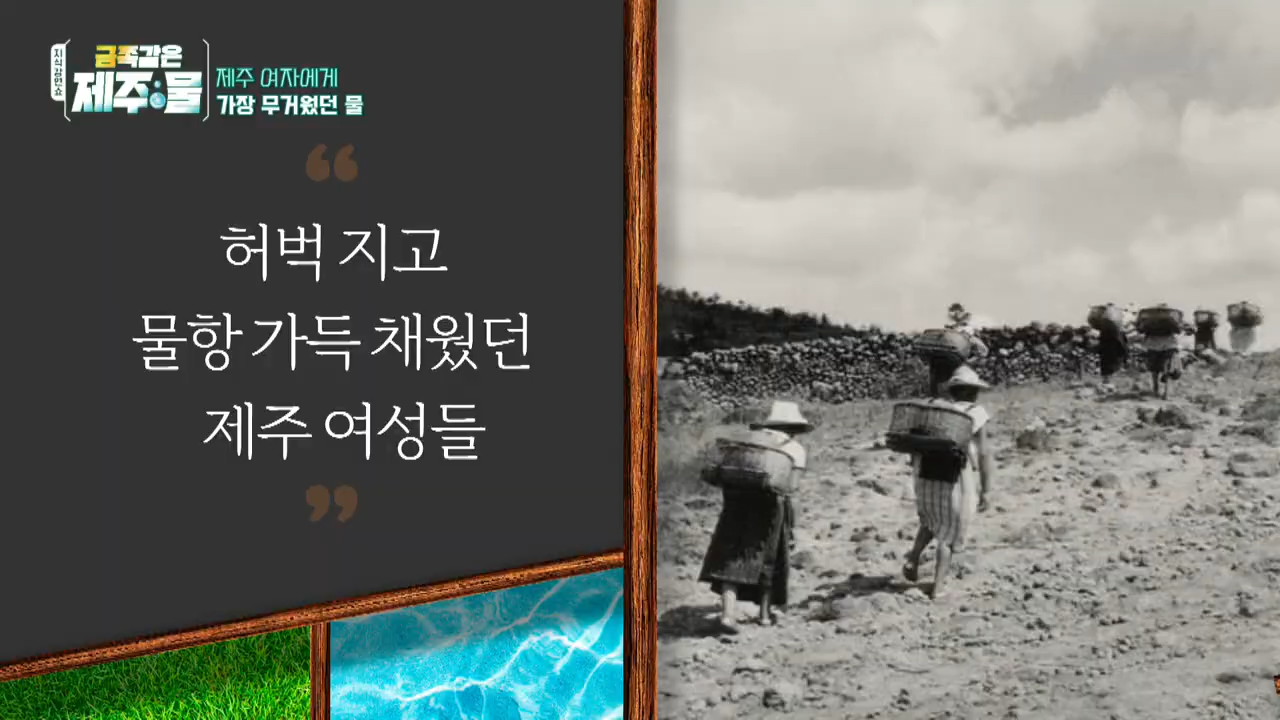 지식강연쇼
금쪽같은
제주:물
제주 여자에게
가장 무거웠던 물
“
허벅 지고
물항 가득 채웠던
제주 여성들
”